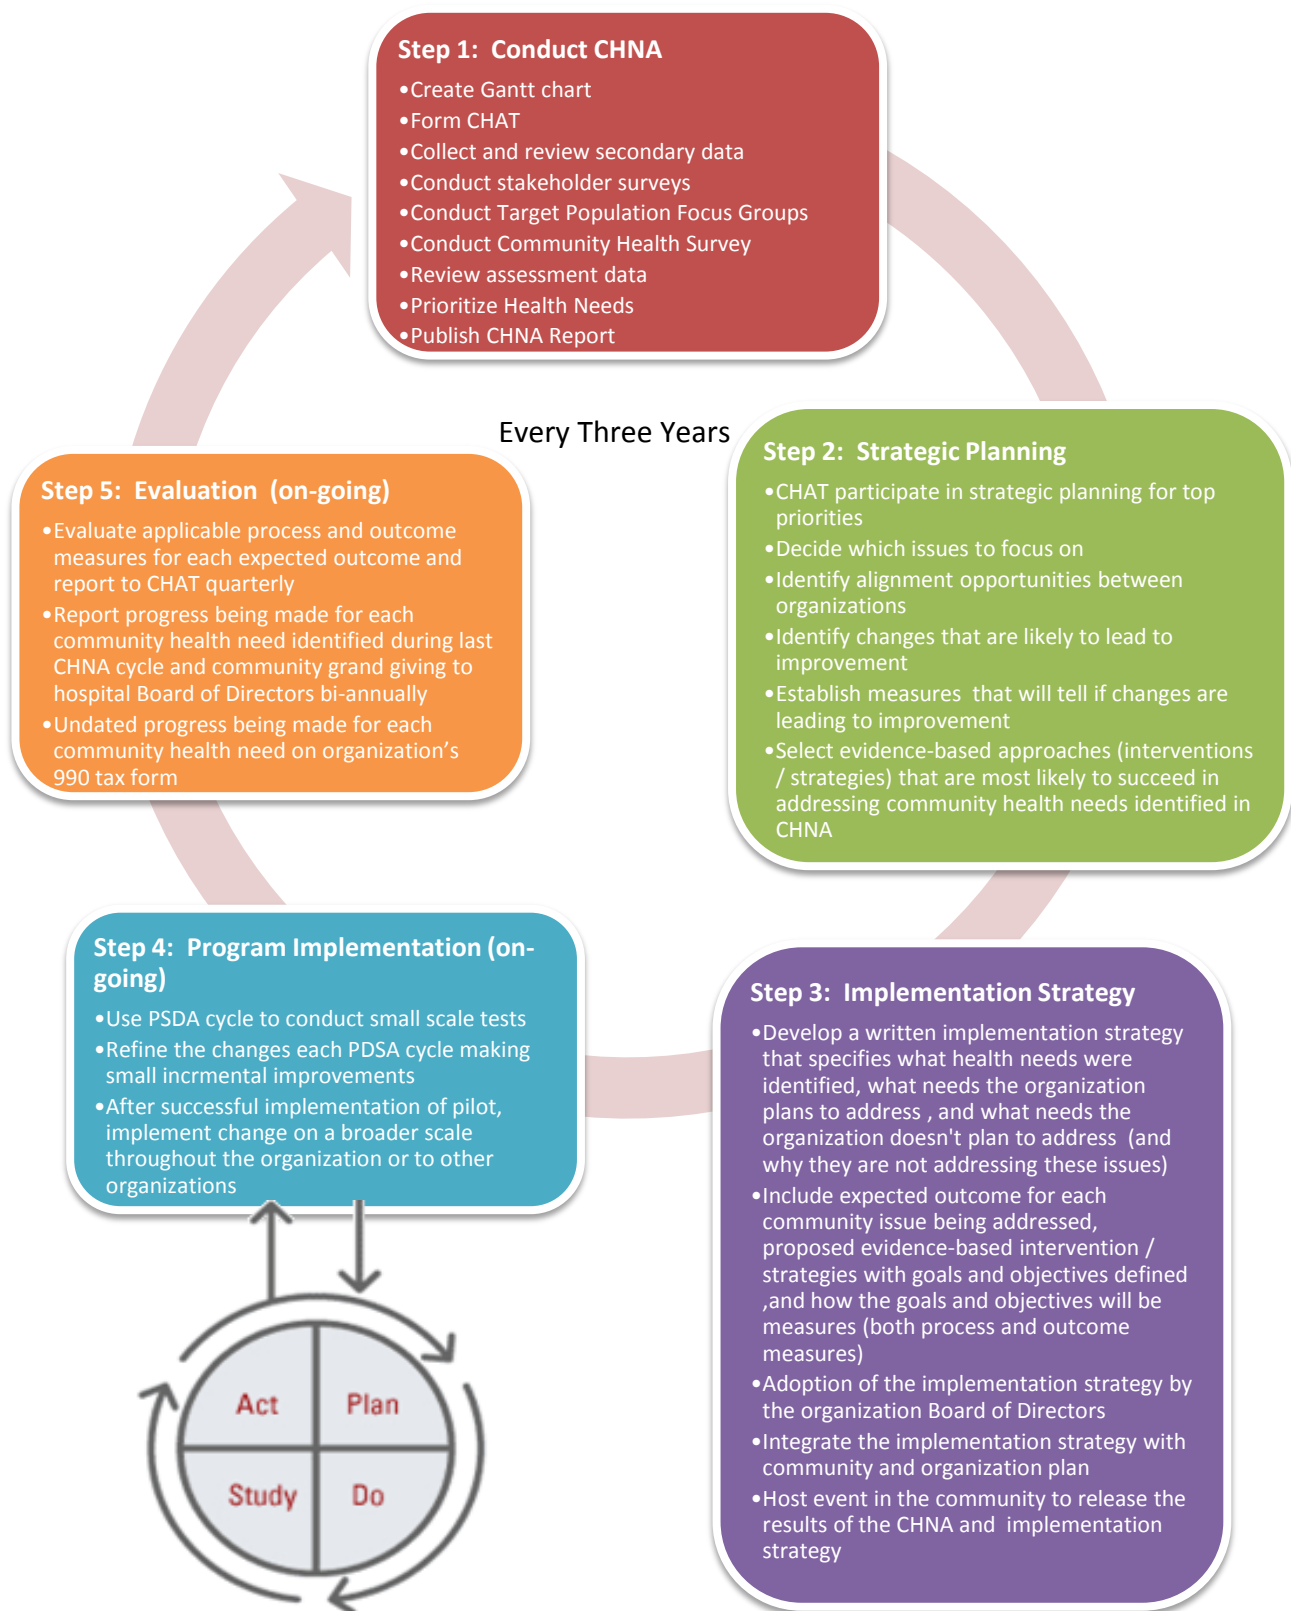 Step 1:  Conduct CHNA
•Create Gantt chart
•Form CHAT
•Collect and review secondary data
•Conduct stakeholder surveys
•Conduct Target Population Focus Groups
•Conduct Community Health Survey
•Review assessment data
•Prioritize Health Needs
•Publish CHNA Report
Every Three Years
Step 2:  Strategic Planning
•CHAT participate in strategic planning for top
priorities
•Decide which issues to focus on
•Identify alignment opportunities between
organizations
•Identify changes that are likely to lead to
improvement
•Establish measures  that will tell if changes are
leading to improvement
•Select evidence-based approaches (interventions
/ strategies) that are most likely to succeed in
addressing community health needs identified in
CHNA
Step 3:  Implementation Strategy
•Develop a written implementation strategy
that specifies what health needs were
identified, what needs the organization
plans to address , and what needs the
organization doesn't plan to address  (and
why they are not addressing these issues)
•Include expected outcome for each
community issue being addressed,
proposed evidence-based intervention /
strategies with goals and objectives defined
,and how the goals and objectives will be
measures (both process and outcome
measures)
•Adoption of the implementation strategy by
the organization Board of Directors
•Integrate the implementation strategy with
community and organization plan
•Host event in the community to release the
results of the CHNA and  implementation
strategy
Step 4:  Program Implementation (on-
going)
•Use PSDA cycle to conduct small scale tests
•Refine the changes each PDSA cycle making
small incrmental improvements
•After successful implementation of pilot,
implement change on a broader scale
throughout the organization or to other
organizations
Act
Plan
Study
Do
Step 5:  Evaluation  (on-going)
•Evaluate applicable process and outcome
measures for each expected outcome and
report to CHAT quarterly
•Report progress being made for each
community health need identified during last
CHNA cycle and community grand giving to
hospital Board of Directors bi-annually
•Undated progress being made for each
community health need on organization’s
990 tax form